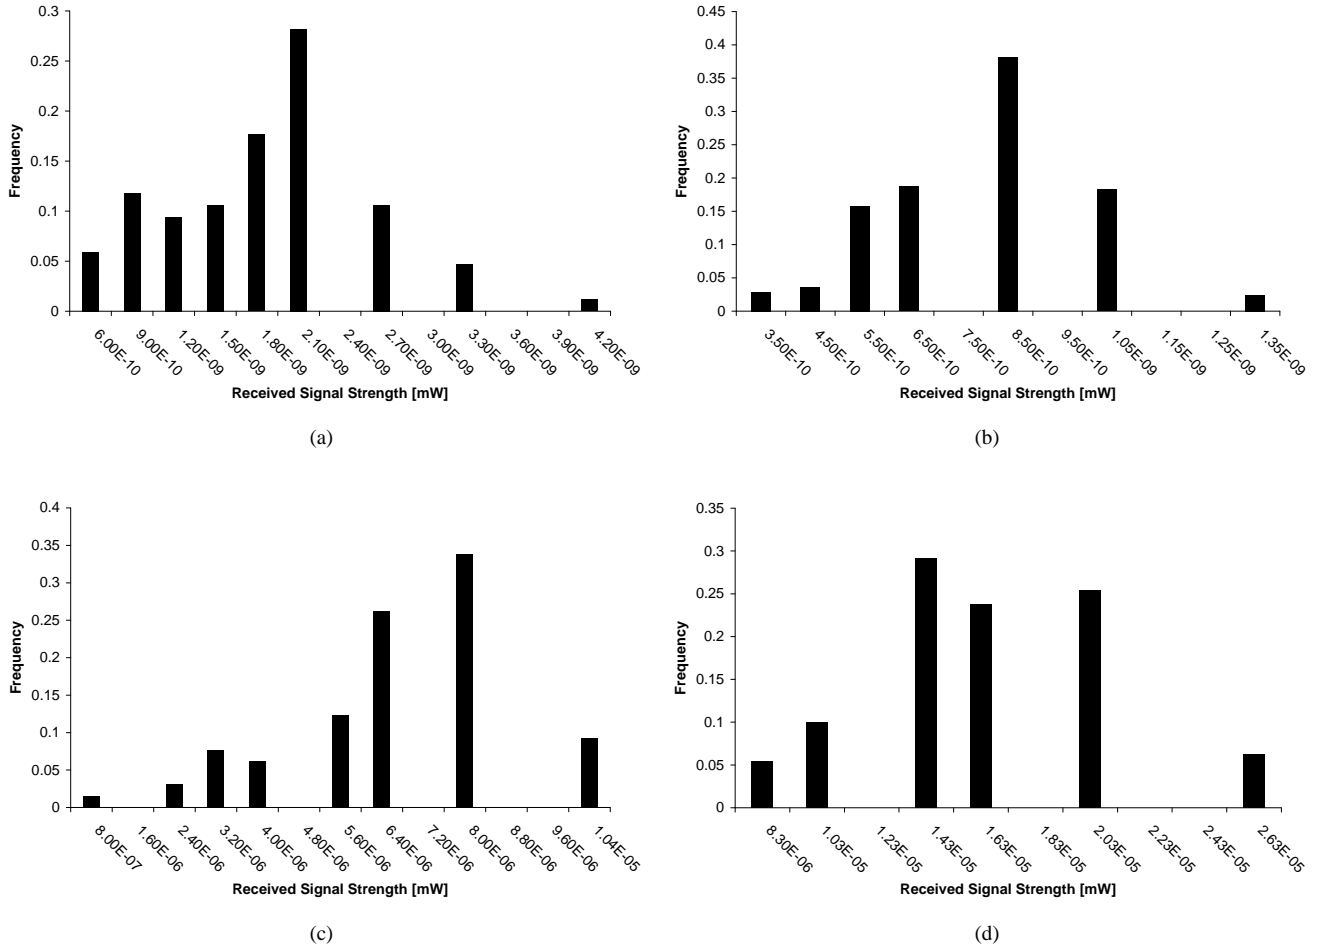 0.3
0.25
0.2
0.15
0.1
0.05
0
Frequency
6.00E-10
9.00E-10
1.20E-09
1.50E-09
1.80E-09
2.10E-09
2.40E-09
2.70E-09
3.00E-09
3.30E-09
3.60E-09
3.90E-09
4.20E-09
Received Signal Strength [mW]
(a)
0.45
0.4
0.35
0.3
0.25
0.2
0.15
0.1
0.05
0
Frequency
3.50E-10
4.50E-10
5.50E-10
6.50E-10
7.50E-10
8.50E-10
9.50E-10
1.05E-09
1.15E-09
1.25E-09
1.35E-09
Received Signal Strength [mW]
(b)
0.4
0.35
0.3
0.25
0.2
0.15
0.1
0.05
0
Frequency
8.00E-07
1.60E-06
2.40E-06
3.20E-06
4.00E-06
4.80E-06
5.60E-06
6.40E-06
7.20E-06
8.00E-06
8.80E-06
9.60E-06
1.04E-05
Received Signal Strength [mW]
(c)
0.35
0.3
0.25
0.2
0.15
0.1
0.05
0
Frequency
8.30E-06
1.03E-05
1.23E-05
1.43E-05
1.63E-05
1.83E-05
2.03E-05
2.23E-05
2.43E-05
2.63E-05
Received Signal Strength [mW]
(d)